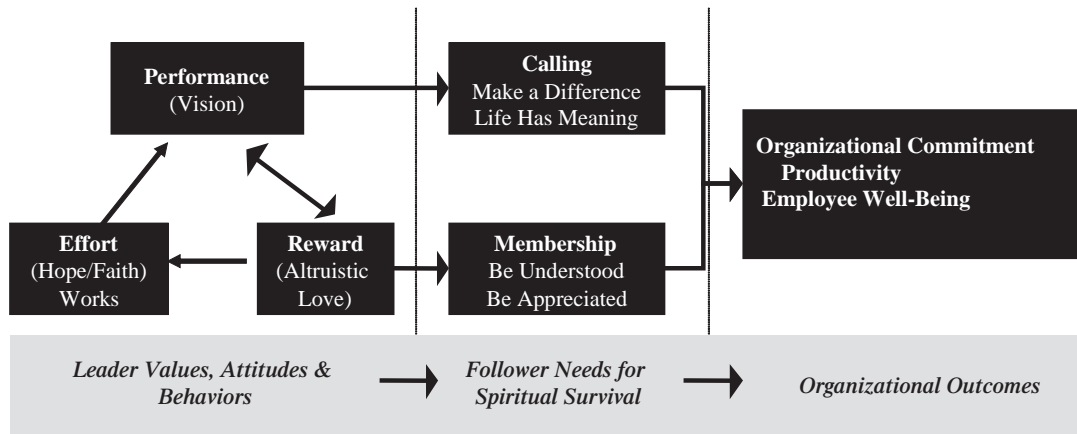 Performance
(Vision)
Effort
(Hope/Faith)
Works
Reward
(Altruistic
Love)
Calling
Make a Difference
Life Has Meaning
Membership
Be Understood
Be Appreciated
Organizational Commitment
Productivity
Employee Well-Being
Leader Values, Attitudes &
Behaviors
Follower Needs for
Spiritual Survival
Organizational Outcomes